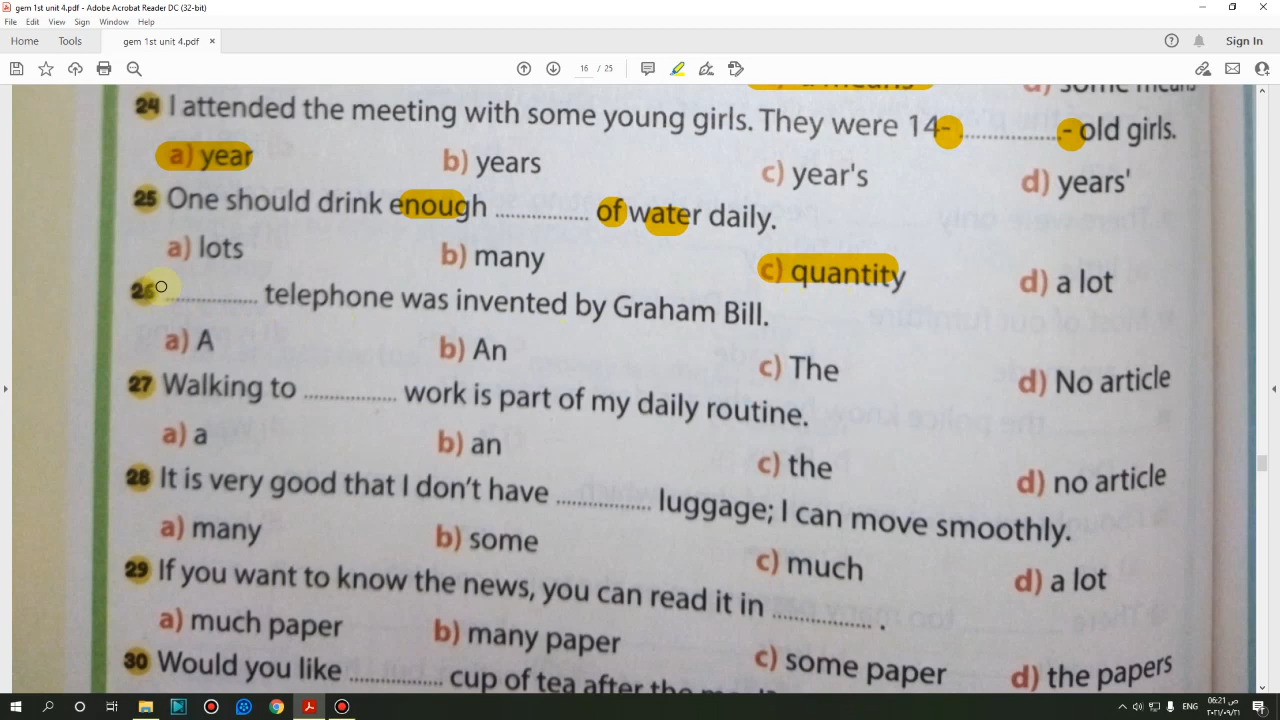 gem 1st unit 4.pdf - Adobe Acrobat Reader DC (32-bit)
File Edit View Sign Window Help
Home Tools gem 1st unit 4.pdf × Sign In
16 / 25
24 I attended the meeting with some young girls. They were 14- ............... - old girls.
a) year b) years c) year's d) years'
25 One should drink enough ............... of water daily.
a) lots b) many c) quantity d) a lot
26 ............... telephone was invented by Graham Bill.
a) A b) An c) The d) No article
27 Walking to ............... work is part of my daily routine.
a) a b) an c) the d) no article
28 It is very good that I don't have ............... luggage; I can move smoothly.
a) many b) some c) much d) a lot
29 If you want to know the news, you can read it in ............... .
a) much paper b) many paper c) some paper d) the papers
30 Would you like ............... cup of tea after the
ENG 06:21 ص